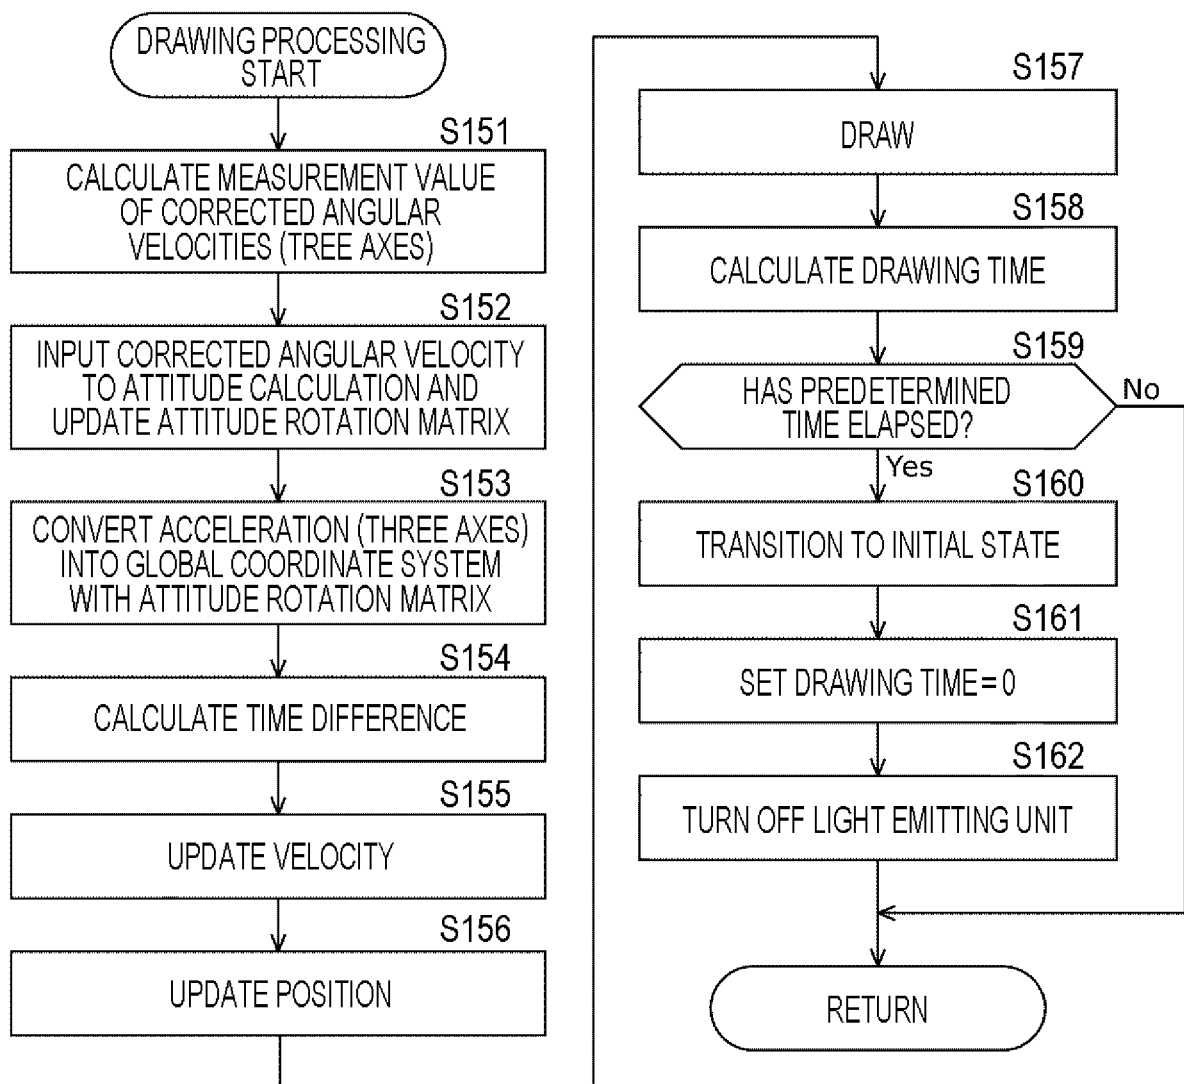 DRAWING PROCESSING
START
S151
CALCULATE MEASUREMENT VALUE
OF CORRECTED ANGULAR
VELOCITIES (TREE AXES)
S152
INPUT CORRECTED ANGULAR VELOCITY
TO ATTITUDE CALCULATION AND
UPDATE ATTITUDE ROTATION MATRIX
S153
CONVERT ACCELERATION (THREE AXES)
INTO GLOBAL COORDINATE SYSTEM
WITH ATTITUDE ROTATION MATRIX
S154
CALCULATE TIME DIFFERENCE
S155
UPDATE VELOCITY
S156
UPDATE POSITION
S157
DRAW
S158
CALCULATE DRAWING TIME
S159
HAS PREDETERMINED
TIME ELAPSED?
No
Yes
S160
TRANSITION TO INITIAL STATE
S161
SET DRAWING TIME = 0
S162
TURN OFF LIGHT EMITTING UNIT
RETURN